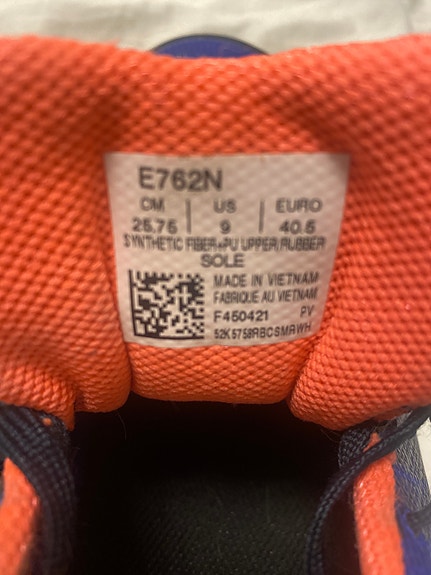 E762N
CM | US | EURO
25.75 | 9 | 40.5
SYNTHETIC FIBER+PU UPPER/RUBBER
SOLE
MADE IN VIETNAM
FABRIQUE AU VIETNAM
F450421 PV
52K5758RBCSMRWH